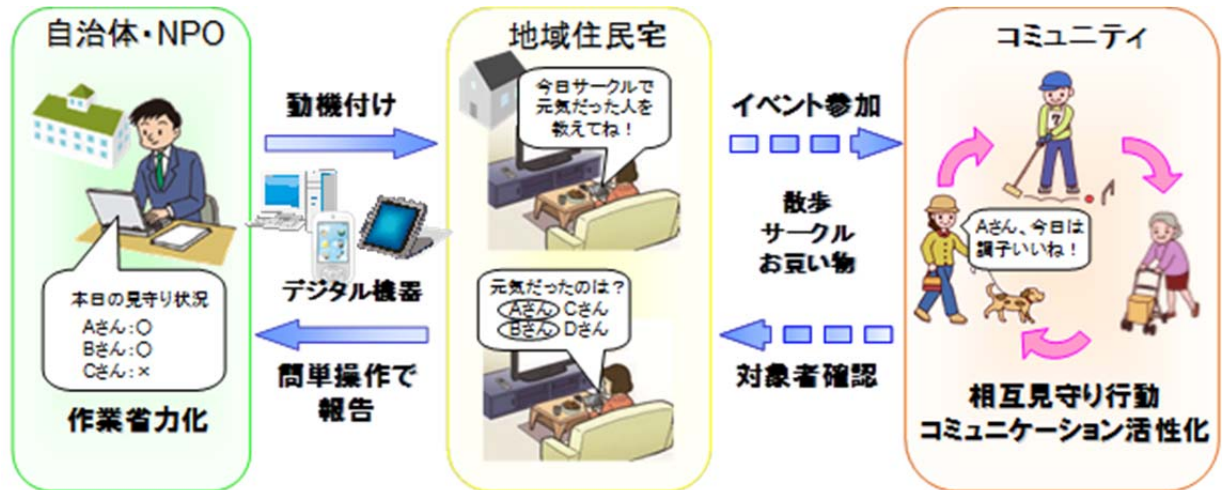 自治体・NPO
本日の見守り状況
Aさん:○
Bさん:○
Cさん:×
作業省力化
動機付け
デジタル機器
簡単操作で
報告
地域住民宅
今日サークルで
元気だった人を
教えてね！
元気だったのは？
Aさん Cさん
Bさん Dさん
イベント参加
散歩
サークル
お買い物
対象者確認
コミュニティ
7
Aさん、今日は
調子いいね！
相互見守り行動
コミュニケーション活性化